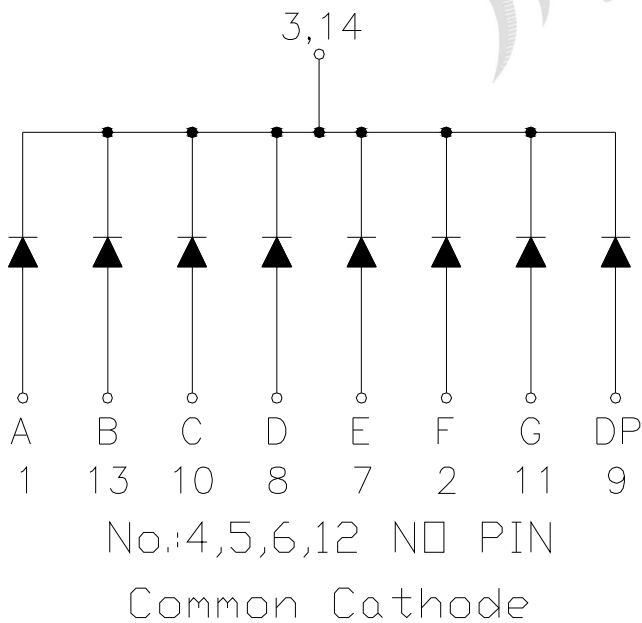 3,14
A B C D E F G DP
1 13 10 8 7 2 11 9
No.:4,5,6,12 NO PIN
Common Cathode